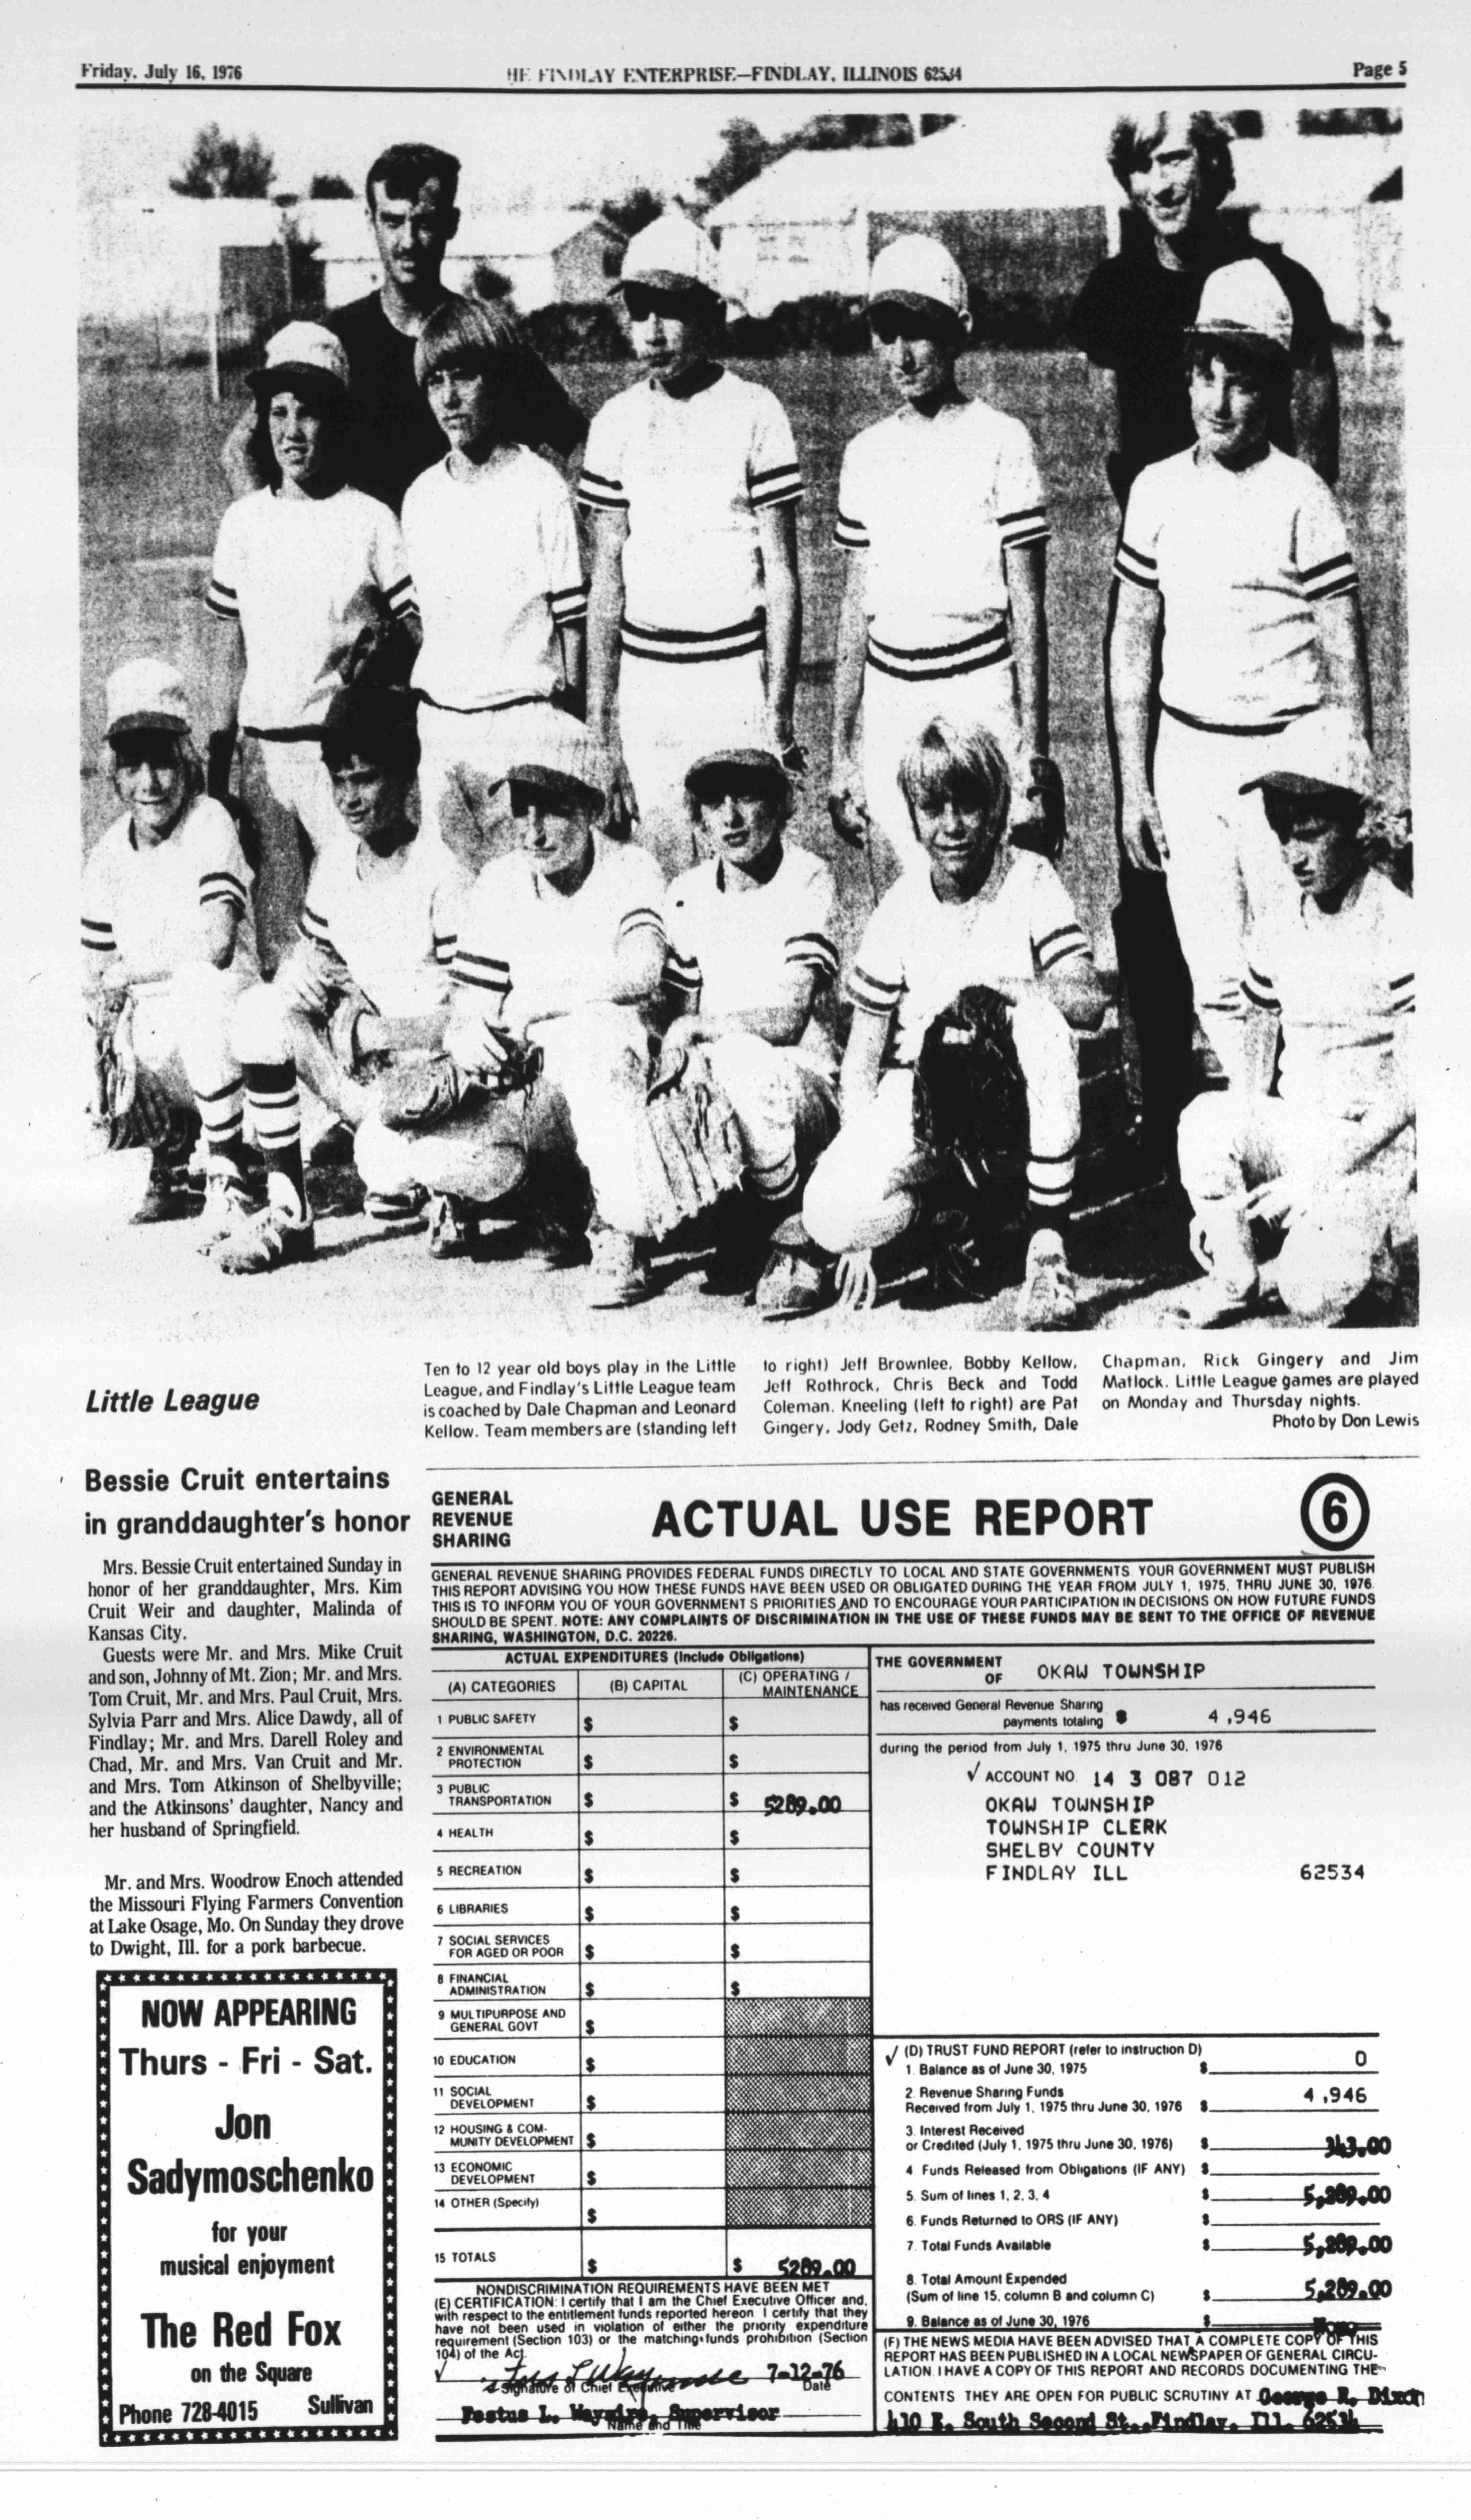 Friday, July 16, 1976
HE FINDLAY ENTERPRISE—FINDLAY, ILLINOIS 62534
Page 5
Little League
Ten to 12 year old boys play in the Little
League, and Findlay's Little League team
is coached by Dale Chapman and Leonard
Kellow. Team members are (standing left
to right) Jeff Brownlee, Bobby Kellow,
Jeff Rothrock, Chris Beck and Todd
Coleman. Kneeling (left to right) are Pat
Gingery, Jody Getz, Rodney Smith, Dale
Chapman, Rick Gingery and Jim
Matlock. Little League games are played
on Monday and Thursday nights.
Photo by Don Lewis
Bessie Cruit entertains
in granddaughter's honor
Mrs. Bessie Cruit entertained Sunday in
honor of her granddaughter, Mrs. Kim
Cruit Weir and daughter, Malinda of
Kansas City.
Guests were Mr. and Mrs. Mike Cruit
and son, Johnny of Mt. Zion; Mr. and Mrs.
Tom Cruit, Mr. and Mrs. Paul Cruit, Mrs.
Sylvia Parr and Mrs. Alice Dawdy, all of
Findlay; Mr. and Mrs. Darell Roley and
Chad, Mr. and Mrs. Van Cruit and Mr.
and Mrs. Tom Atkinson of Shelbyville;
and the Atkinsons' daughter, Nancy and
her husband of Springfield.
Mr. and Mrs. Woodrow Enoch attended
the Missouri Flying Farmers Convention
at Lake Osage, Mo. On Sunday they drove
to Dwight, Ill. for a pork barbecue.
NOW APPEARING
Thurs - Fri - Sat.
Jon
Sadymoschenko
for your
musical enjoyment
The Red Fox
on the Square
Phone 728-4015 Sullivan
GENERAL
REVENUE
SHARING
ACTUAL USE REPORT
6
GENERAL REVENUE SHARING PROVIDES FEDERAL FUNDS DIRECTLY TO LOCAL AND STATE GOVERNMENTS YOUR GOVERNMENT MUST PUBLISH
THIS REPORT ADVISING YOU HOW THESE FUNDS HAVE BEEN USED OR OBLIGATED DURING THE YEAR FROM JULY 1, 1975, THRU JUNE 30, 1976.
THIS IS TO INFORM YOU OF YOUR GOVERNMENT S PRIORITIES AND TO ENCOURAGE YOUR PARTICIPATION IN DECISIONS ON HOW FUTURE FUNDS
SHOULD BE SPENT. NOTE: ANY COMPLAINTS OF DISCRIMINATION IN THE USE OF THESE FUNDS MAY BE SENT TO THE OFFICE OF REVENUE
SHARING, WASHINGTON, D.C. 20226.
ACTUAL EXPENDITURES (Include Obligations)
(A) CATEGORIES (B) CAPITAL (C) OPERATING / MAINTENANCE
1 PUBLIC SAFETY $ $
2 ENVIRONMENTAL PROTECTION $ $
3 PUBLIC TRANSPORTATION $ $ 5289.00
4 HEALTH $ $
5 RECREATION $ $
6 LIBRARIES $ $
7 SOCIAL SERVICES FOR AGED OR POOR $ $
8 FINANCIAL ADMINISTRATION $ $
9 MULTIPURPOSE AND GENERAL GOVT $
10 EDUCATION $
11 SOCIAL DEVELOPMENT $
12 HOUSING & COM-
MUNITY DEVELOPMENT $
13 ECONOMIC DEVELOPMENT $
14 OTHER (Specify) $
15 TOTALS $ $ 5289.00
NONDISCRIMINATION REQUIREMENTS HAVE BEEN MET
(E) CERTIFICATION: I certify that I am the Chief Executive Officer and,
with respect to the entitlement funds reported hereon I certify that they
have not been used in violation of either the priority expenditure
requirement (Section 103) or the matching funds prohibition (Section
104) of the Act.
7-12-76
Signature of Chief Executive Date
Festus L. Waymire, Supervisor
Name and Title
THE GOVERNMENT
OF OKAW TOWNSHIP
has received General Revenue Sharing
payments totaling $ 4,946
during the period from July 1, 1975 thru June 30, 1976
√ ACCOUNT NO. 14 3 087 012
OKAW TOWNSHIP
TOWNSHIP CLERK
SHELBY COUNTY
FINDLAY ILL 62534
√ (D) TRUST FUND REPORT (refer to instruction D)
1. Balance as of June 30, 1975 $ 0
2. Revenue Sharing Funds
Received from July 1, 1975 thru June 30, 1976 $ 4,946
3. Interest Received
or Credited (July 1, 1975 thru June 30, 1976) $ 343.00
4 Funds Released from Obligations (IF ANY) $
5. Sum of lines 1, 2, 3, 4 $ 5,289.00
6. Funds Returned to ORS (IF ANY) $
7. Total Funds Available $ 5,289.00
8. Total Amount Expended
(Sum of line 15, column B and column C) $ 5,289.00
9. Balance as of June 30, 1976 $ None
(F) THE NEWS MEDIA HAVE BEEN ADVISED THAT A COMPLETE COPY OF THIS
REPORT HAS BEEN PUBLISHED IN A LOCAL NEWSPAPER OF GENERAL CIRCU-
LATION. I HAVE A COPY OF THIS REPORT AND RECORDS DOCUMENTING THE
CONTENTS THEY ARE OPEN FOR PUBLIC SCRUTINY AT George R. Dixon
410 E. South Second St., Findlay, Ill. 62534